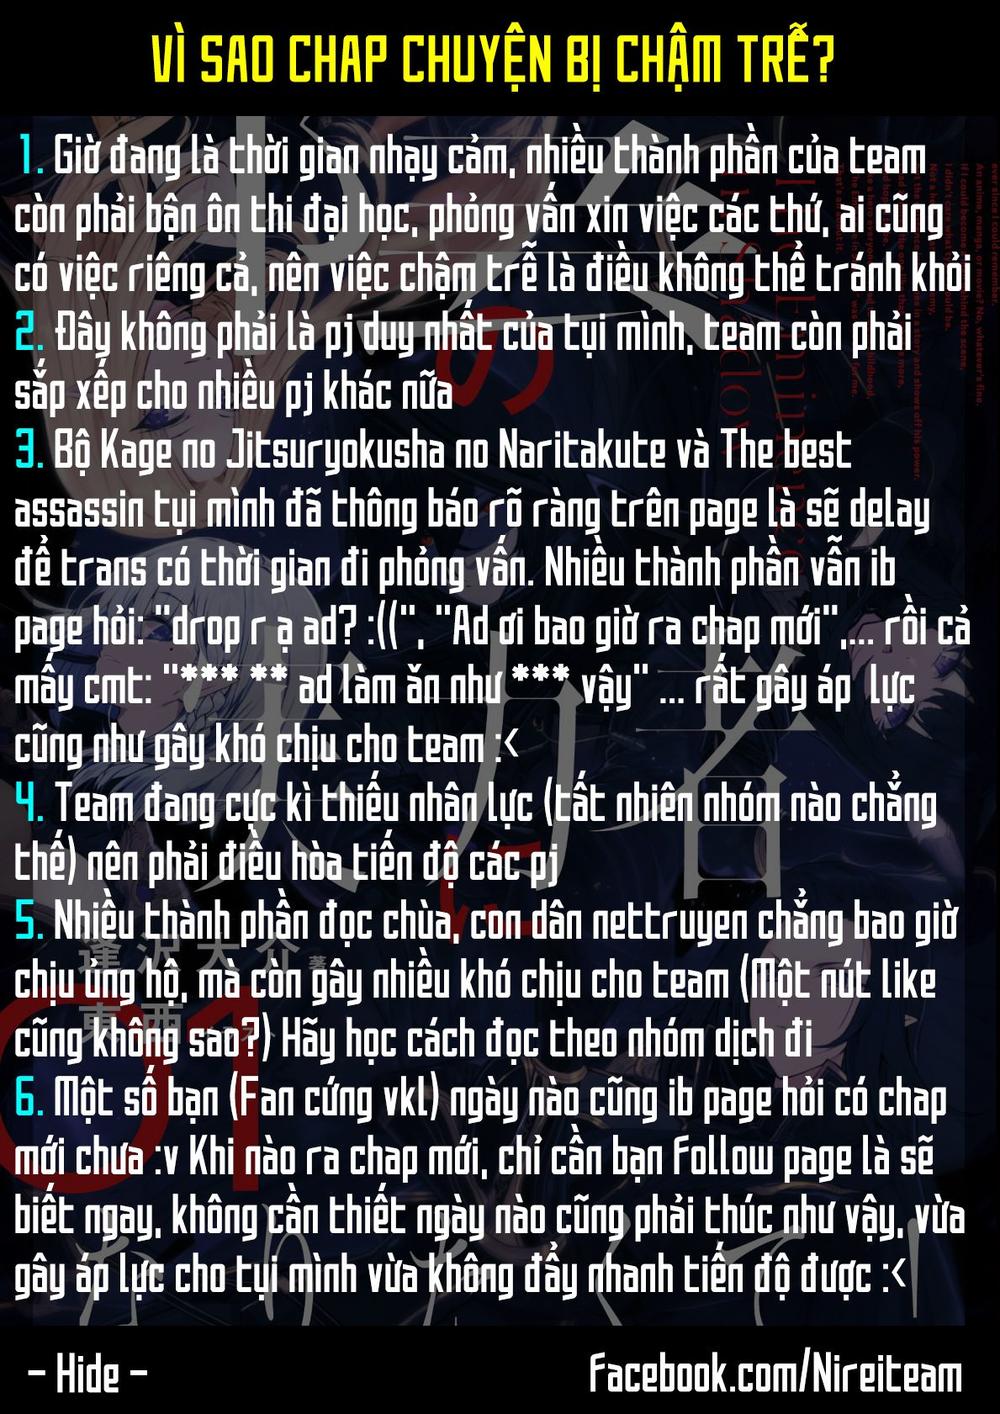 VÌ SAO CHAP CHUYỆN BỊ CHẬM TRỄ?
1. Giờ đang là thời gian nhạy cảm, nhiều thành phần của team
còn phải bận ôn thi đại học, phỏng vấn xin việc các thứ, ai cũng
có việc riêng cả, nên việc chậm trễ là điều không thể tránh khỏi
2. Đây không phải là pj duy nhất của tụi mình, team còn phải
sắp xếp cho nhiều pj khác nữa
3. Bộ Kage no Jitsuryokusha no Naritakute và The best
assassin tụi mình đã thông báo rõ ràng trên page là sẽ delay
để trans có thời gian đi phỏng vấn. Nhiều thành phần vẫn ib
page hỏi: "drop r ạ ad? :((", "Ad ơi bao giờ ra chap mới",... rồi cả
mấy cmt: "*** ** ad làm ăn như *** vậy" ... rất gây áp lực
cũng như gây khó chịu cho team :<
4. Team đang cực kì thiếu nhân lực (tất nhiên nhóm nào chẳng
thế) nên phải điều hòa tiến độ các pj
5. Nhiều thành phần đọc chùa, con dân nettruyen chẳng bao giờ
chịu ủng hộ, mà còn gây nhiều khó chịu cho team (Một nút like
cũng không sao?) Hãy học cách đọc theo nhóm dịch đi
6. Một số bạn (Fan cứng vkl) ngày nào cũng ib page hỏi có chap
mới chưa :v Khi nào ra chap mới, chỉ cần bạn Follow page là sẽ
biết ngay, không cần thiết ngày nào cũng phải thúc như vậy, vừa
gây áp lực cho tụi mình vừa không đẩy nhanh tiến độ được :<
- Hide -
Facebook.com/Nireiteam